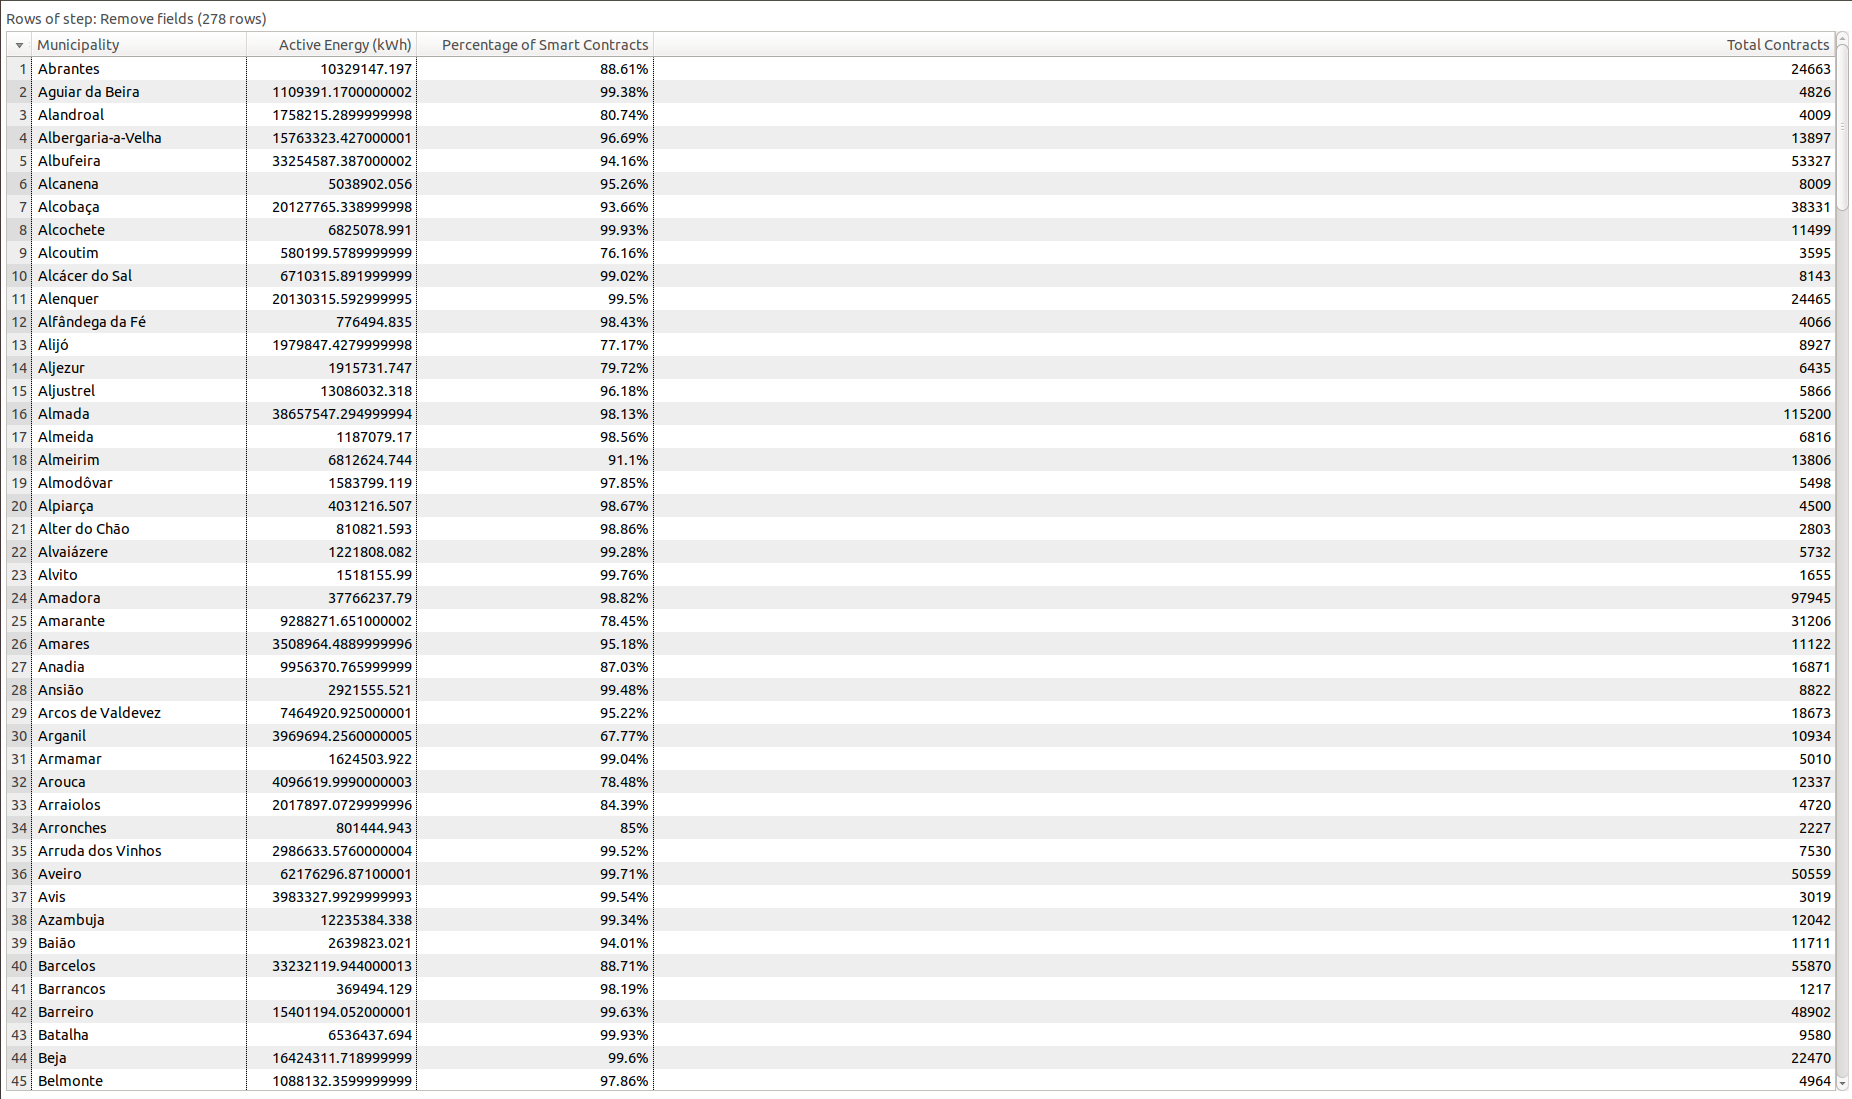 Rows of step: Remove fields (278 rows)
Municipality Active Energy (kWh) Percentage of Smart Contracts Total Contracts
1 Abrantes 10329147.197 88.61% 24663
2 Aguiar da Beira 1109391.1700000002 99.38% 4826
3 Alandroal 1758215.2899999998 80.74% 4009
4 Albergaria-a-Velha 15763323.427000001 96.69% 13897
5 Albufeira 33254587.387000002 94.16% 53327
6 Alcanena 5038902.056 95.26% 8009
7 Alcobaça 20127765.338999998 93.66% 38331
8 Alcochete 6825078.991 99.93% 11499
9 Alcoutim 580199.5789999999 76.16% 3595
10 Alcácer do Sal 6710315.891999999 99.02% 8143
11 Alenquer 20130315.592999995 99.5% 24465
12 Alfândega da Fé 776494.835 98.43% 4066
13 Alijó 1979847.4279999998 77.17% 8927
14 Aljezur 1915731.747 79.72% 6435
15 Aljustrel 13086032.318 96.18% 5866
16 Almada 38657547.294999994 98.13% 115200
17 Almeida 1187079.17 98.56% 6816
18 Almeirim 6812624.744 91.1% 13806
19 Almodôvar 1583799.119 97.85% 5498
20 Alpiarça 4031216.507 98.67% 4500
21 Alter do Chão 810821.593 98.86% 2803
22 Alvaiázere 1221808.082 99.28% 5732
23 Alvito 1518155.99 99.76% 1655
24 Amadora 37766237.79 98.82% 97945
25 Amarante 9288271.651000002 78.45% 31206
26 Amares 3508964.4889999996 95.18% 11122
27 Anadia 9956370.765999999 87.03% 16871
28 Ansião 2921555.521 99.48% 8822
29 Arcos de Valdevez 7464920.925000001 95.22% 18673
30 Arganil 3969694.2560000005 67.77% 10934
31 Armamar 1624503.922 99.04% 5010
32 Arouca 4096619.9990000003 78.48% 12337
33 Arraiolos 2017897.0729999996 84.39% 4720
34 Arronches 801444.943 85% 2227
35 Arruda dos Vinhos 2986633.5760000004 99.52% 7530
36 Aveiro 62176296.87100001 99.71% 50559
37 Avis 3983327.9929999993 99.54% 3019
38 Azambuja 12235384.338 99.34% 12042
39 Baião 2639823.021 94.01% 11711
40 Barcelos 33232119.944000013 88.71% 55870
41 Barrancos 369494.129 98.19% 1217
42 Barreiro 15401194.052000001 99.63% 48902
43 Batalha 6536437.694 99.93% 9580
44 Beja 16424311.718999999 99.6% 22470
45 Belmonte 1088132.3599999999 97.86% 4964